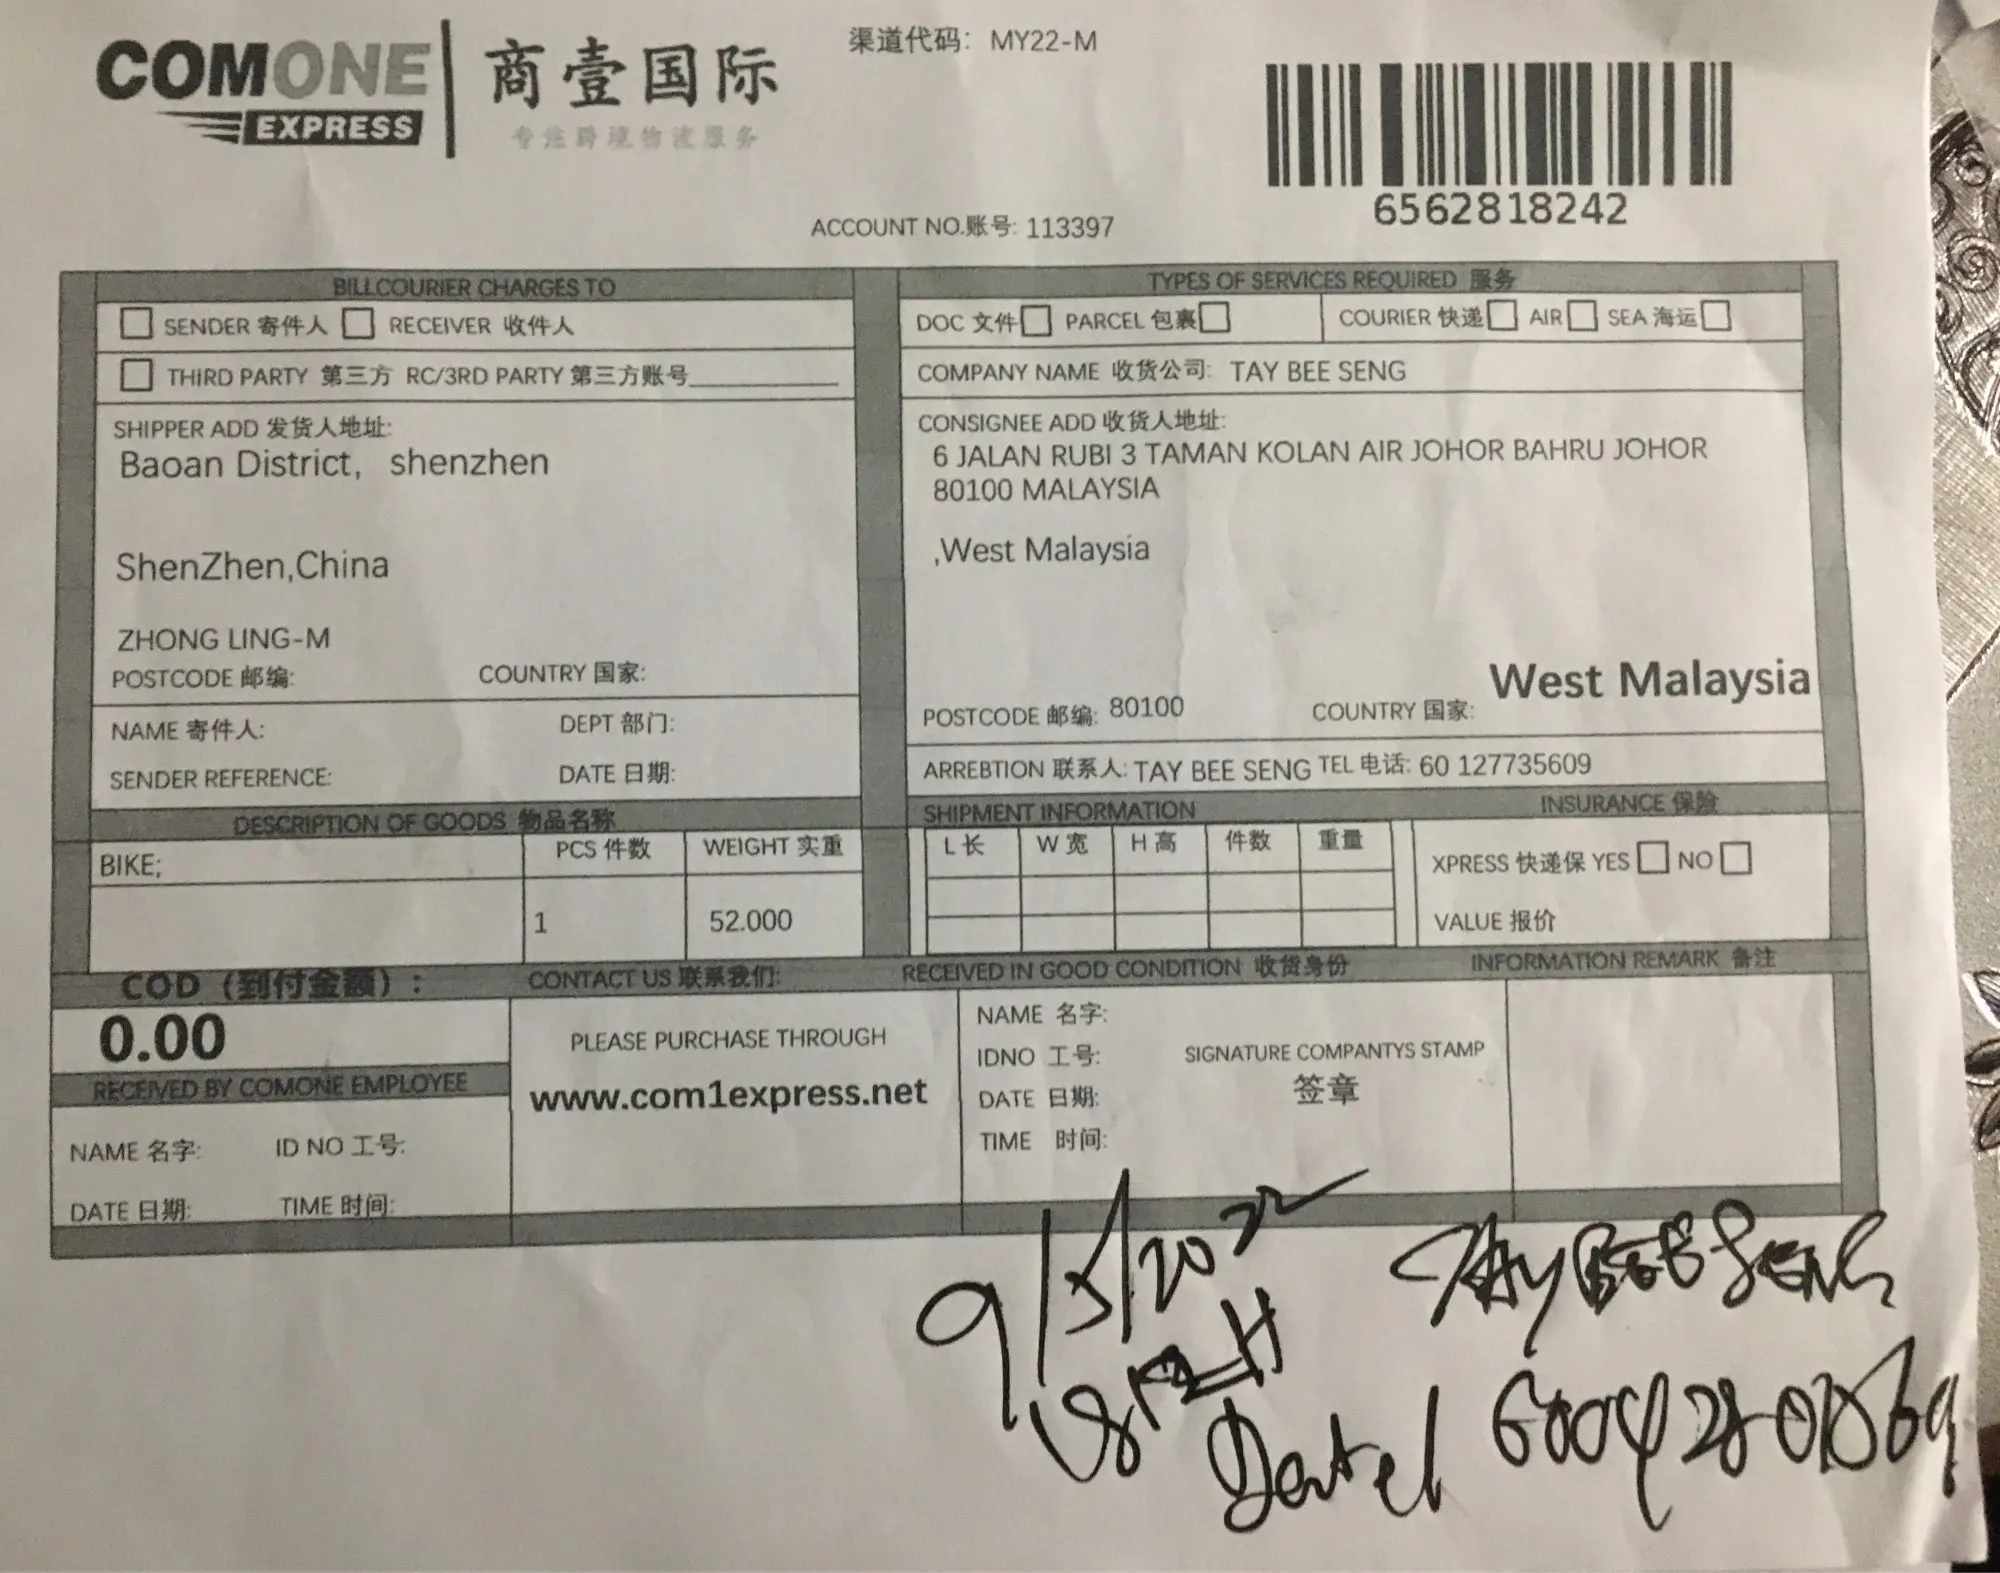 COMONE EXPRESS
商壹国际
专注跨境物流服务
渠道代码: MY22-M
6562818242
ACCOUNT NO.账号: 113397
BILLCOURIER CHARGES TO
SENDER 寄件人 RECEIVER 收件人
THIRD PARTY 第三方 RC/3RD PARTY 第三方账号
SHIPPER ADD 发货人地址:
Baoan District, shenzhen
ShenZhen,China
ZHONG LING-M
POSTCODE 邮编: COUNTRY 国家:
NAME 寄件人: DEPT 部门:
SENDER REFERENCE: DATE 日期:
TYPES OF SERVICES REQUIRED 服务
DOC 文件 PARCEL 包裹 COURIER 快递 AIR SEA 海运
COMPANY NAME 收货公司: TAY BEE SENG
CONSIGNEE ADD 收货人地址:
6 JALAN RUBI 3 TAMAN KOLAN AIR JOHOR BAHRU JOHOR
80100 MALAYSIA
,West Malaysia
POSTCODE 邮编: 80100 COUNTRY 国家: West Malaysia
ARREBTION 联系人: TAY BEE SENG TEL 电话: 60 127735609
DESCRIPTION OF GOODS 物品名称
BIKE; PCS 件数 WEIGHT 实重
1 52.000
SHIPMENT INFORMATION INSURANCE 保险
L 长 W 宽 H 高 件数 重量
XPRESS 快递保 YES NO
VALUE 报价
COD (到付金额) :
0.00
RECEIVED BY COMONE EMPLOYEE
NAME 名字: ID NO 工号:
DATE 日期: TIME 时间:
CONTACT US 联系我们:
PLEASE PURCHASE THROUGH
www.com1express.net
RECEIVED IN GOOD CONDITION 收货身份
NAME 名字:
IDNO 工号: SIGNATURE COMPANTYS STAMP
DATE 日期: 签章
TIME 时间:
INFORMATION REMARK 备注
9/5/2022
TAY BEE SENG